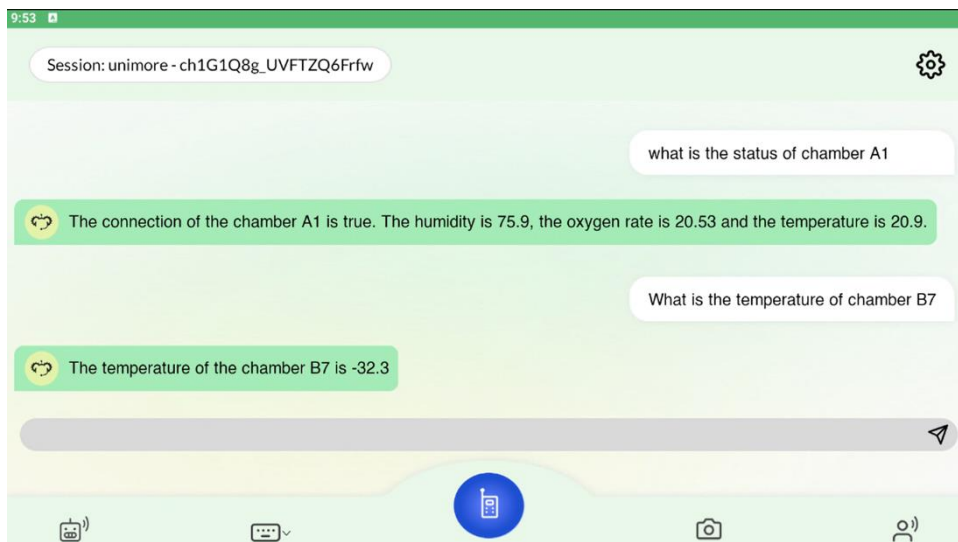 9:53 A
Session: unimore - ch1G1Q8g_UVFTZQ6Frfw
what is the status of chamber A1
The connection of the chamber A1 is true. The humidity is 75.9, the oxygen rate is 20.53 and the temperature is 20.9.
What is the temperature of chamber B7
The temperature of the chamber B7 is -32.3